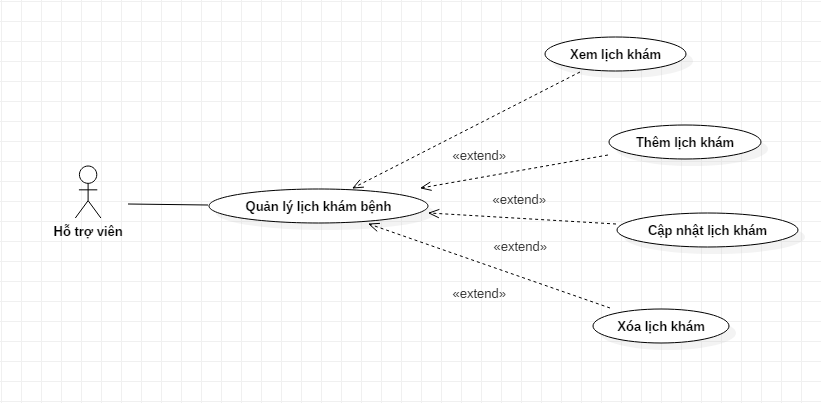 Xem lịch khám
Thêm lịch khám
«extend»
«extend»
Hỗ trợ viên
Quản lý lịch khám bệnh
Cập nhật lịch khám
«extend»
«extend»
Xóa lịch khám